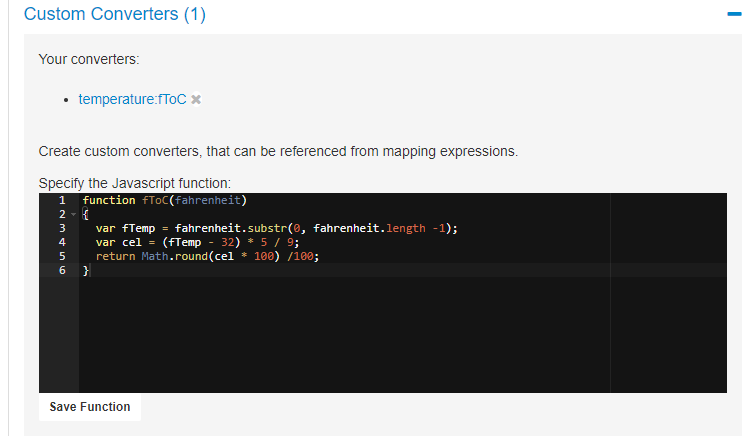 Custom Converters (1)
Your converters:
• temperature:fToC ✖
Create custom converters, that can be referenced from mapping expressions.
Specify the Javascript function:
1 function fToC(fahrenheit)
2 {
3 var fTemp = fahrenheit.substr(0, fahrenheit.length -1);
4 var cel = (fTemp - 32) * 5 / 9;
5 return Math.round(cel * 100) /100;
6 }
Save Function